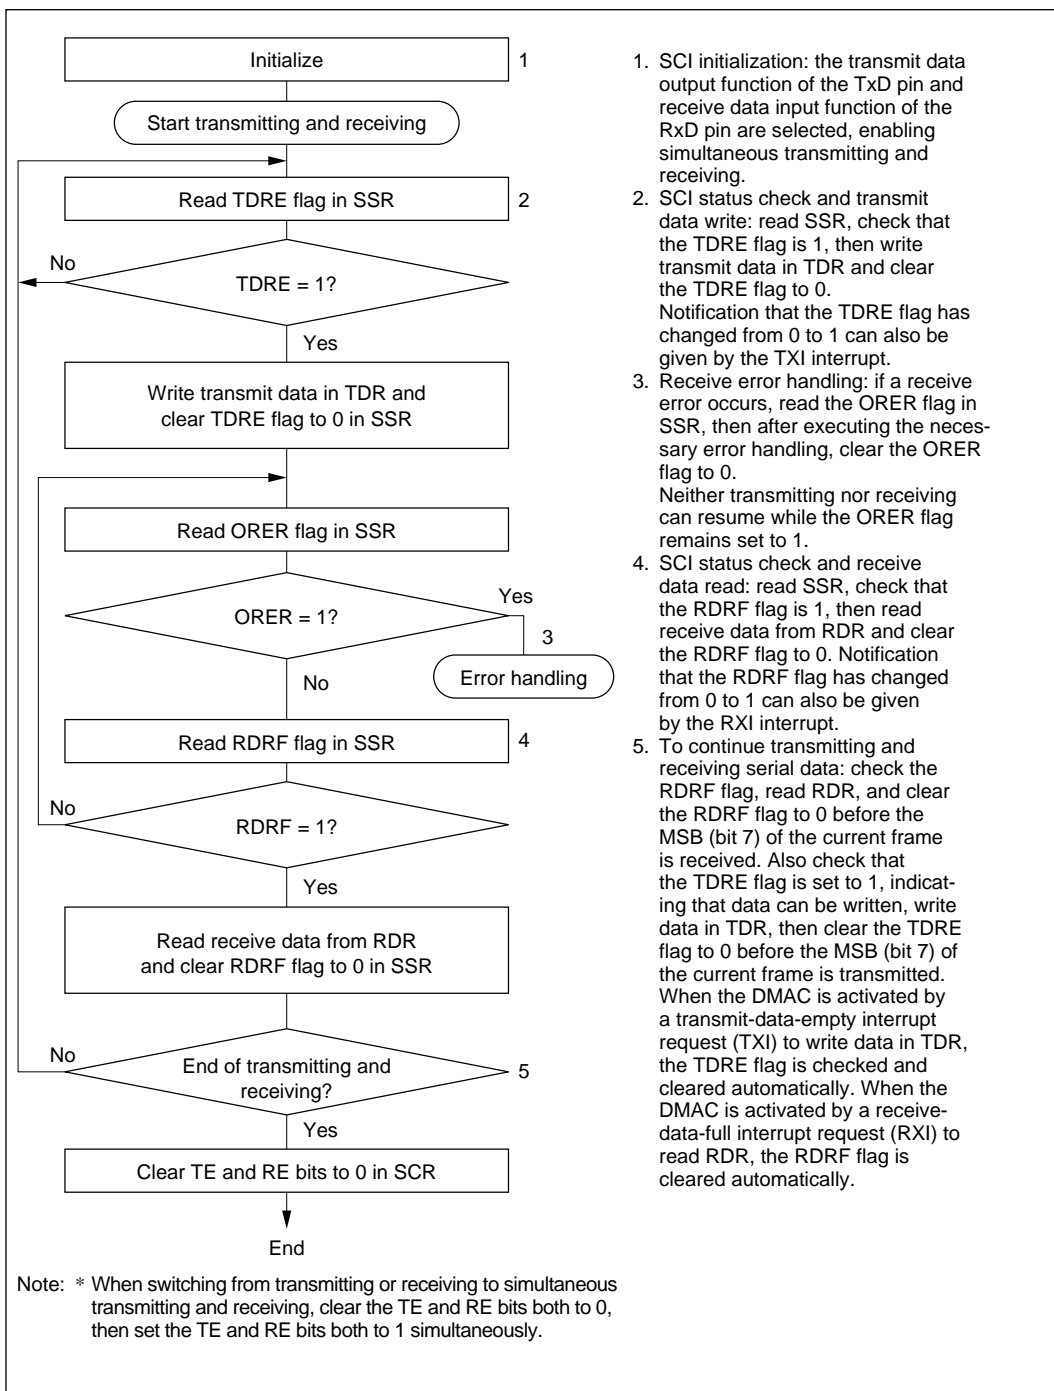 Initialize
1
Start transmitting and receiving
Read TDRE flag in SSR
2
No
TDRE = 1?
Yes
Write transmit data in TDR and
clear TDRE flag to 0 in SSR
Read ORER flag in SSR
Yes
ORER = 1?
3
Error handling
No
Read RDRF flag in SSR
4
No
RDRF = 1?
Yes
Read receive data from RDR
and clear RDRF flag to 0 in SSR
No
End of transmitting and
receiving?
5
Yes
Clear TE and RE bits to 0 in SCR
End
1. SCI initialization: the transmit data
output function of the TxD pin and
receive data input function of the
RxD pin are selected, enabling
simultaneous transmitting and
receiving.
2. SCI status check and transmit
data write: read SSR, check that
the TDRE flag is 1, then write
transmit data in TDR and clear
the TDRE flag to 0.
Notification that the TDRE flag has
changed from 0 to 1 can also be
given by the TXI interrupt.
3. Receive error handling: if a receive
error occurs, read the ORER flag in
SSR, then after executing the neces-
sary error handling, clear the ORER
flag to 0.
Neither transmitting nor receiving
can resume while the ORER flag
remains set to 1.
4. SCI status check and receive
data read: read SSR, check that
the RDRF flag is 1, then read
receive data from RDR and clear
the RDRF flag to 0. Notification
that the RDRF flag has changed
from 0 to 1 can also be given
by the RXI interrupt.
5. To continue transmitting and
receiving serial data: check the
RDRF flag, read RDR, and clear
the RDRF flag to 0 before the
MSB (bit 7) of the current frame
is received. Also check that
the TDRE flag is set to 1, indicat-
ing that data can be written, write
data in TDR, then clear the TDRE
flag to 0 before the MSB (bit 7) of
the current frame is transmitted.
When the DMAC is activated by
a transmit-data-empty interrupt
request (TXI) to write data in TDR,
the TDRE flag is checked and
cleared automatically. When the
DMAC is activated by a receive-
data-full interrupt request (RXI) to
read RDR, the RDRF flag is
cleared automatically.
Note: * When switching from transmitting or receiving to simultaneous
transmitting and receiving, clear the TE and RE bits both to 0,
then set the TE and RE bits both to 1 simultaneously.